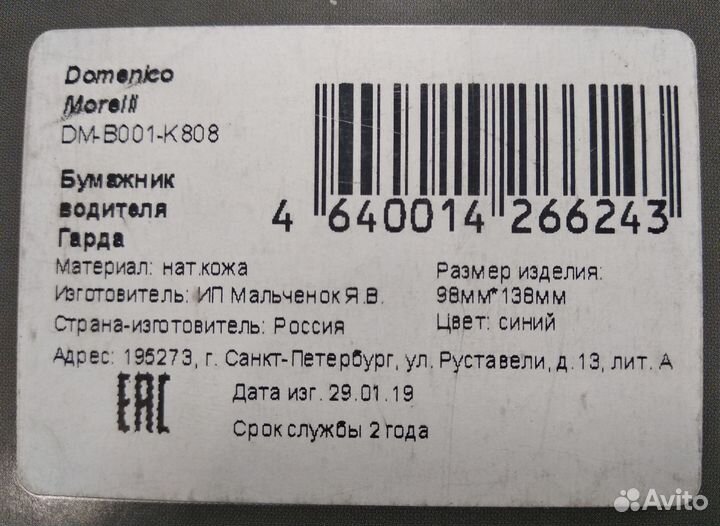 Domenico
Morelli
DM-B001-K808
Бумажник
водителя
Гарда
4 640014 266243
Материал: нат.кожа
Изготовитель: ИП Мальченок Я.В.
Страна-изготовитель: Россия
Размер изделия:
98мм*138мм
Цвет: синий
Адрес: 195273, г. Санкт-Петербург, ул. Руставели, д.13, лит. А
EAC
Дата изг. 29.01.19
Срок службы 2 года
Avito